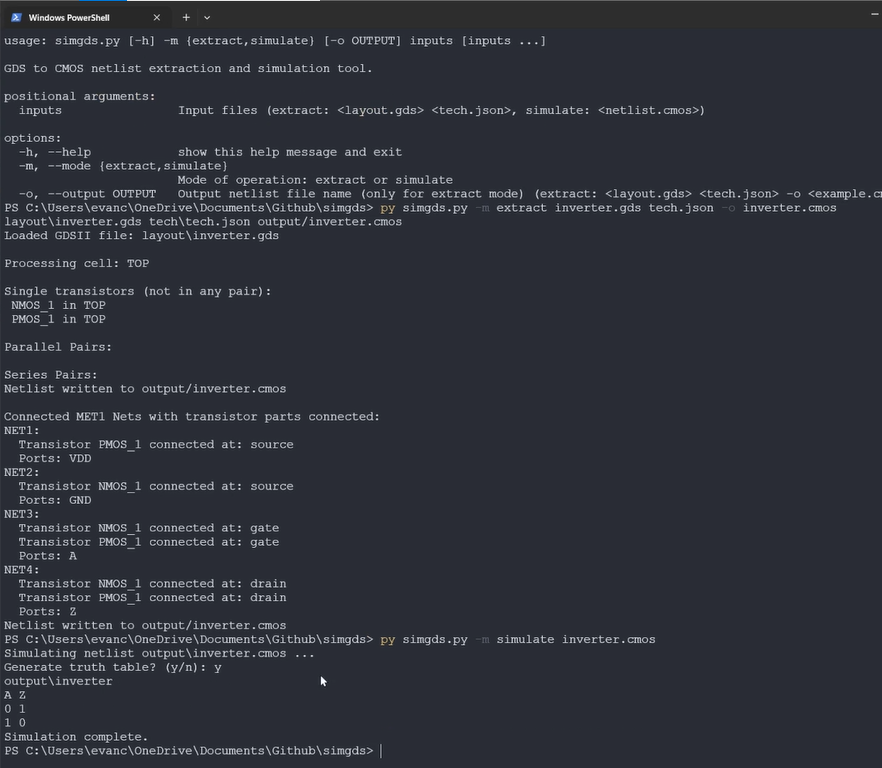 Windows PowerShell
usage: simgds.py [-h] -m {extract,simulate} [-o OUTPUT] inputs [inputs ...]
GDS to CMOS netlist extraction and simulation tool.
positional arguments:
  inputs                Input files (extract: <layout.gds> <tech.json>, simulate: <netlist.cmos>)
options:
  -h, --help            show this help message and exit
  -m, --mode {extract,simulate}
                        Mode of operation: extract or simulate
  -o, --output OUTPUT   Output netlist file name (only for extract mode) (extract: <layout.gds> <tech.json> -o <example.cm
PS C:\Users\evanc\OneDrive\Documents\Github\simgds> py simgds.py -m extract inverter.gds tech.json -o inverter.cmos
layout\inverter.gds tech\tech.json output/inverter.cmos
Loaded GDSII file: layout\inverter.gds
Processing cell: TOP
Single transistors (not in any pair):
 NMOS_1 in TOP
 PMOS_1 in TOP
Parallel Pairs:
Series Pairs:
Netlist written to output/inverter.cmos
Connected MET1 Nets with transistor parts connected:
NET1:
  Transistor PMOS_1 connected at: source
  Ports: VDD
NET2:
  Transistor NMOS_1 connected at: source
  Ports: GND
NET3:
  Transistor NMOS_1 connected at: gate
  Transistor PMOS_1 connected at: gate
  Ports: A
NET4:
  Transistor NMOS_1 connected at: drain
  Transistor PMOS_1 connected at: drain
  Ports: Z
Netlist written to output/inverter.cmos
PS C:\Users\evanc\OneDrive\Documents\Github\simgds> py simgds.py -m simulate inverter.cmos
Simulating netlist output\inverter.cmos ...
Generate truth table? (y/n): y
output\inverter
A Z
0 1
1 0
Simulation complete.
PS C:\Users\evanc\OneDrive\Documents\Github\simgds>